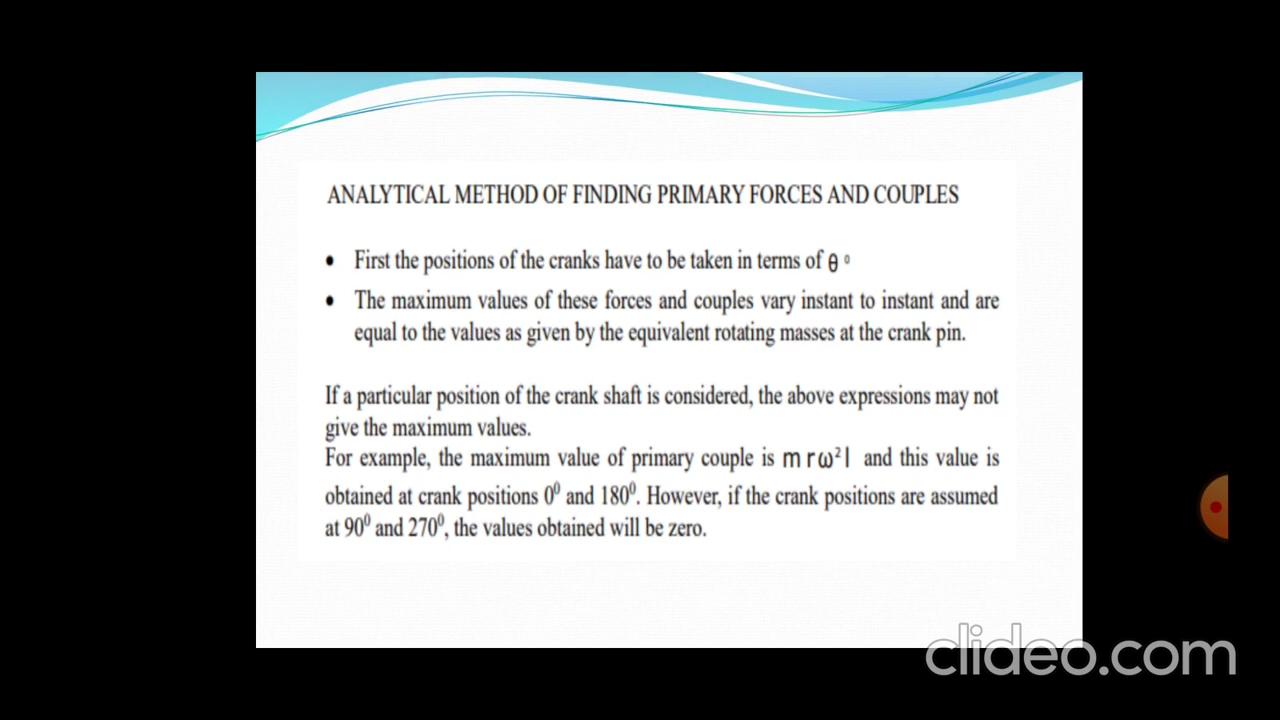 ANALYTICAL METHOD OF FINDING PRIMARY FORCES AND COUPLES
• First the positions of the cranks have to be taken in terms of θ⁰
• The maximum values of these forces and couples vary instant to instant and are
equal to the values as given by the equivalent rotating masses at the crank pin.
If a particular position of the crank shaft is considered, the above expressions may not
give the maximum values.
For example, the maximum value of primary couple is m r ω² l and this value is
obtained at crank positions 0⁰ and 180⁰. However, if the crank positions are assumed
at 90⁰ and 270⁰, the values obtained will be zero.
clideo.com